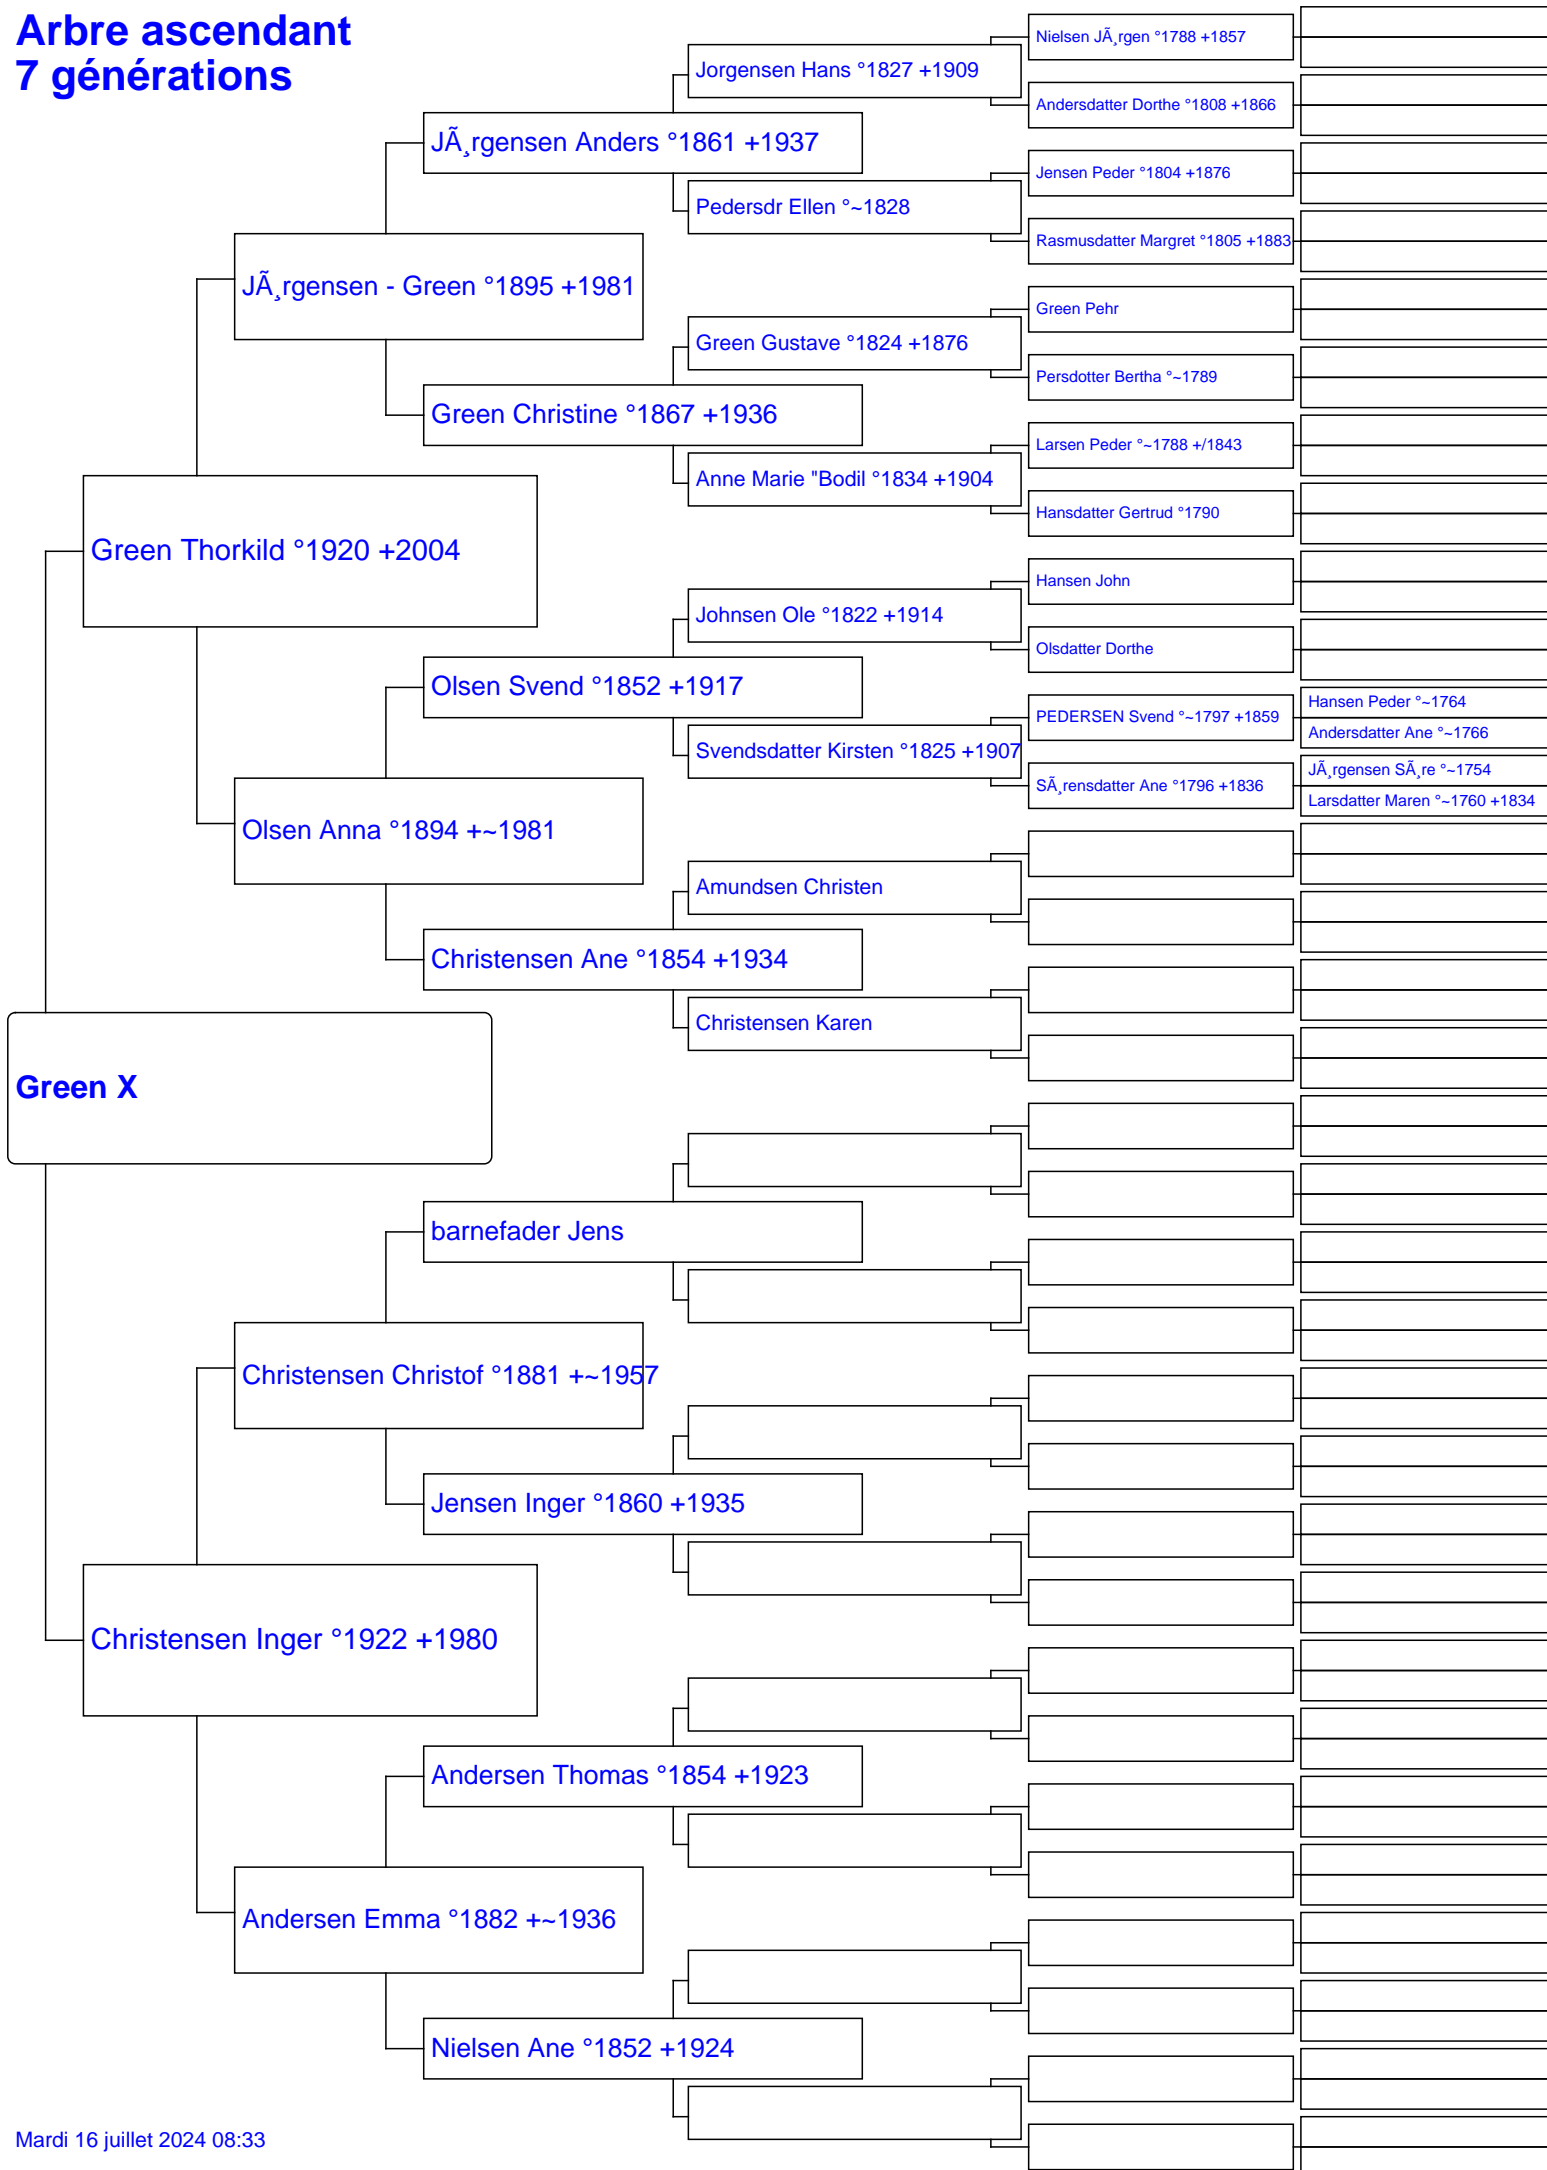 Arbre ascendant
7 générations
Nielsen JÃ¸rgen °1788 +1857
Jorgensen Hans °1827 +1909
Andersdatter Dorthe °1808 +1866
JÃ¸rgensen Anders °1861 +1937
Jensen Peder °1804 +1876
Pedersdr Ellen °~1828
Rasmusdatter Margret °1805 +1883
JÃ¸rgensen - Green °1895 +1981
Green Pehr
Green Gustave °1824 +1876
Persdotter Bertha °~1789
Green Christine °1867 +1936
Larsen Peder °~1788 +/1843
Anne Marie "Bodil °1834 +1904
Hansdatter Gertrud °1790
Green Thorkild °1920 +2004
Hansen John
Johnsen Ole °1822 +1914
Olsdatter Dorthe
Olsen Svend °1852 +1917
Hansen Peder °~1764
PEDERSEN Svend °~1797 +1859
Andersdatter Ane °~1766
Svendsdatter Kirsten °1825 +1907
JÃ¸rgensen SÃ¸re °~1754
SÃ¸rensdatter Ane °1796 +1836
Larsdatter Maren °~1760 +1834
Olsen Anna °1894 +~1981
Amundsen Christen
Christensen Ane °1854 +1934
Christensen Karen
Green X
barnefader Jens
Christensen Christof °1881 +~1957
Jensen Inger °1860 +1935
Christensen Inger °1922 +1980
Andersen Thomas °1854 +1923
Andersen Emma °1882 +~1936
Nielsen Ane °1852 +1924
Mardi 16 juillet 2024 08:33